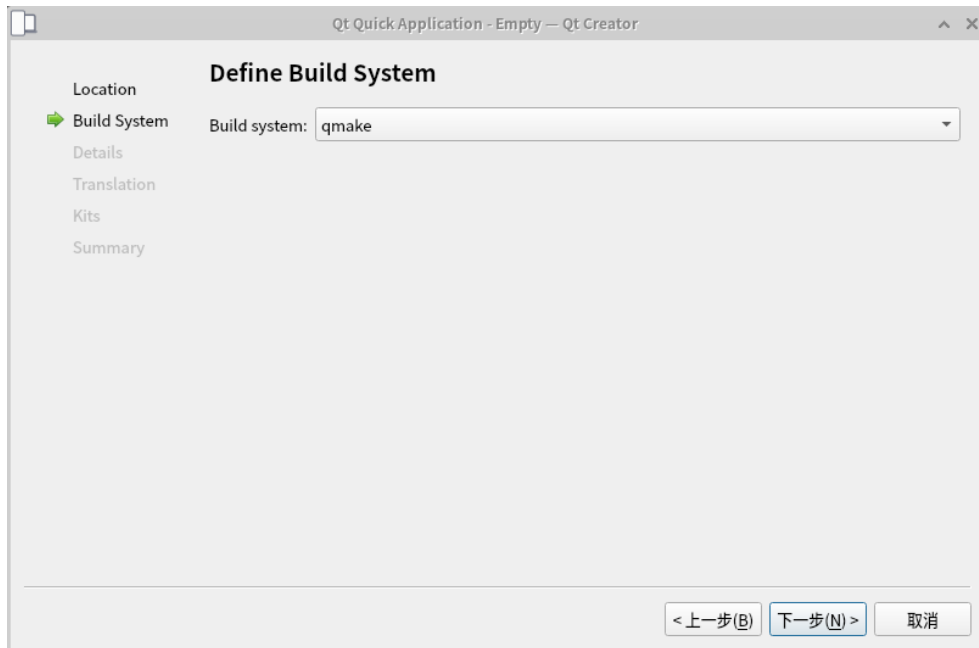 Qt Quick Application - Empty — Qt Creator
Location
Build System
Details
Translation
Kits
Summary
Define Build System
Build system: qmake
< 上一步(B) 下一步(N) > 取消